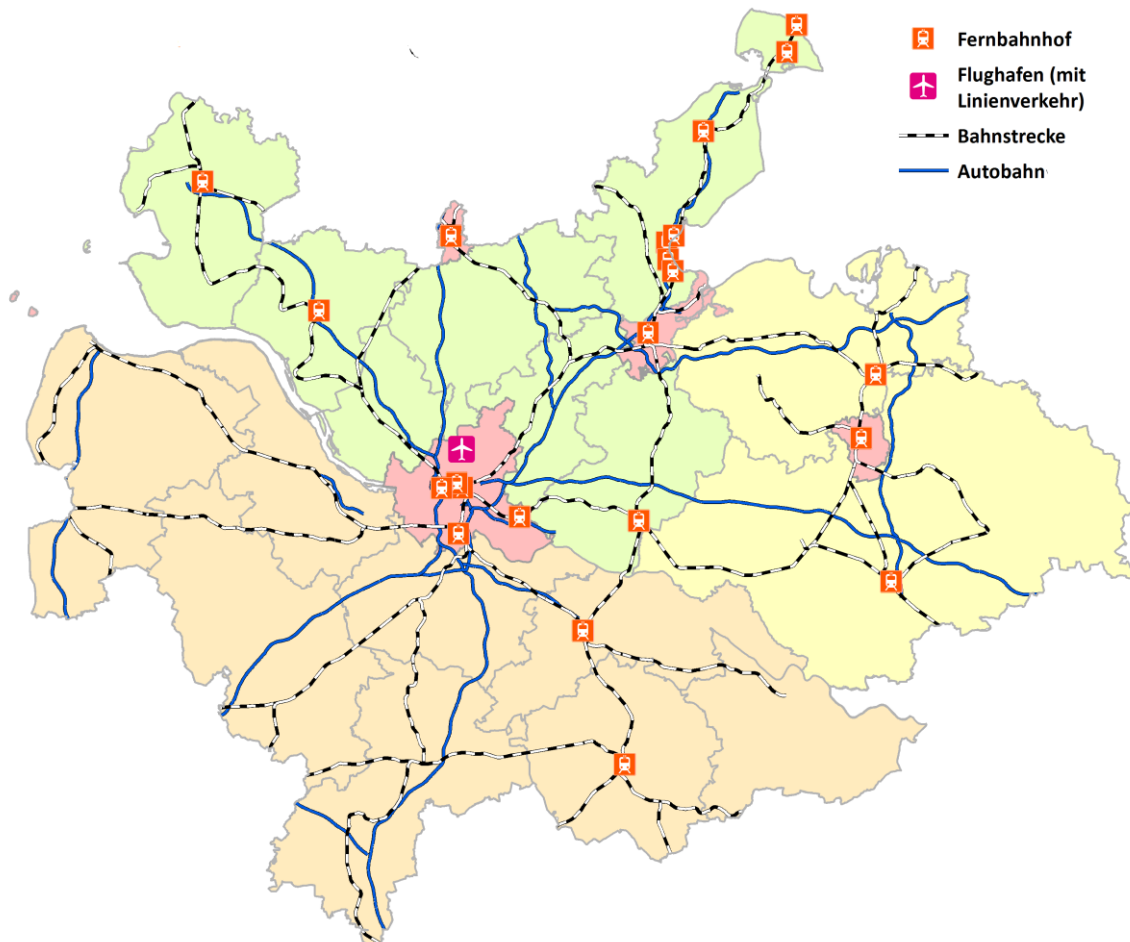 Fernbahnhof
Flughafen (mit
Linienverkehr)
Bahnstrecke
Autobahn